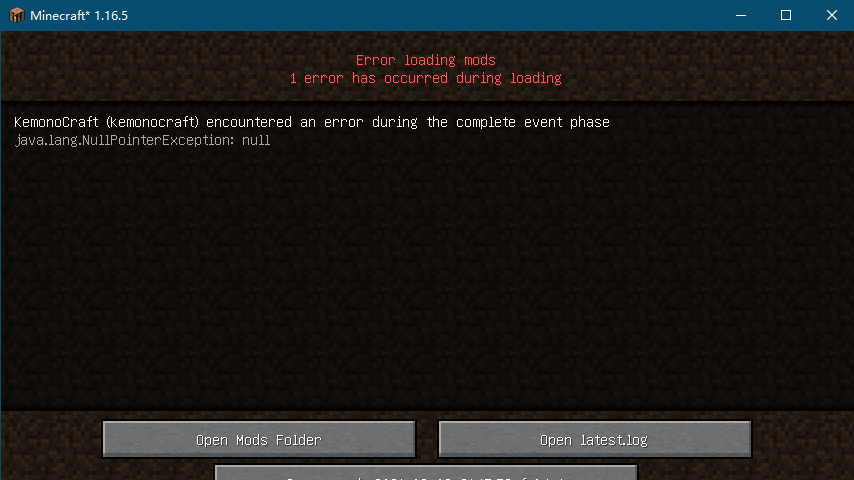 Minecraft* 1.16.5
Error loading mods
1 error has occurred during loading
KemonoCraft (kemonocraft) encountered an error during the complete event phase
java.lang.NullPointerException: null
Open Mods Folder
Open latest.log